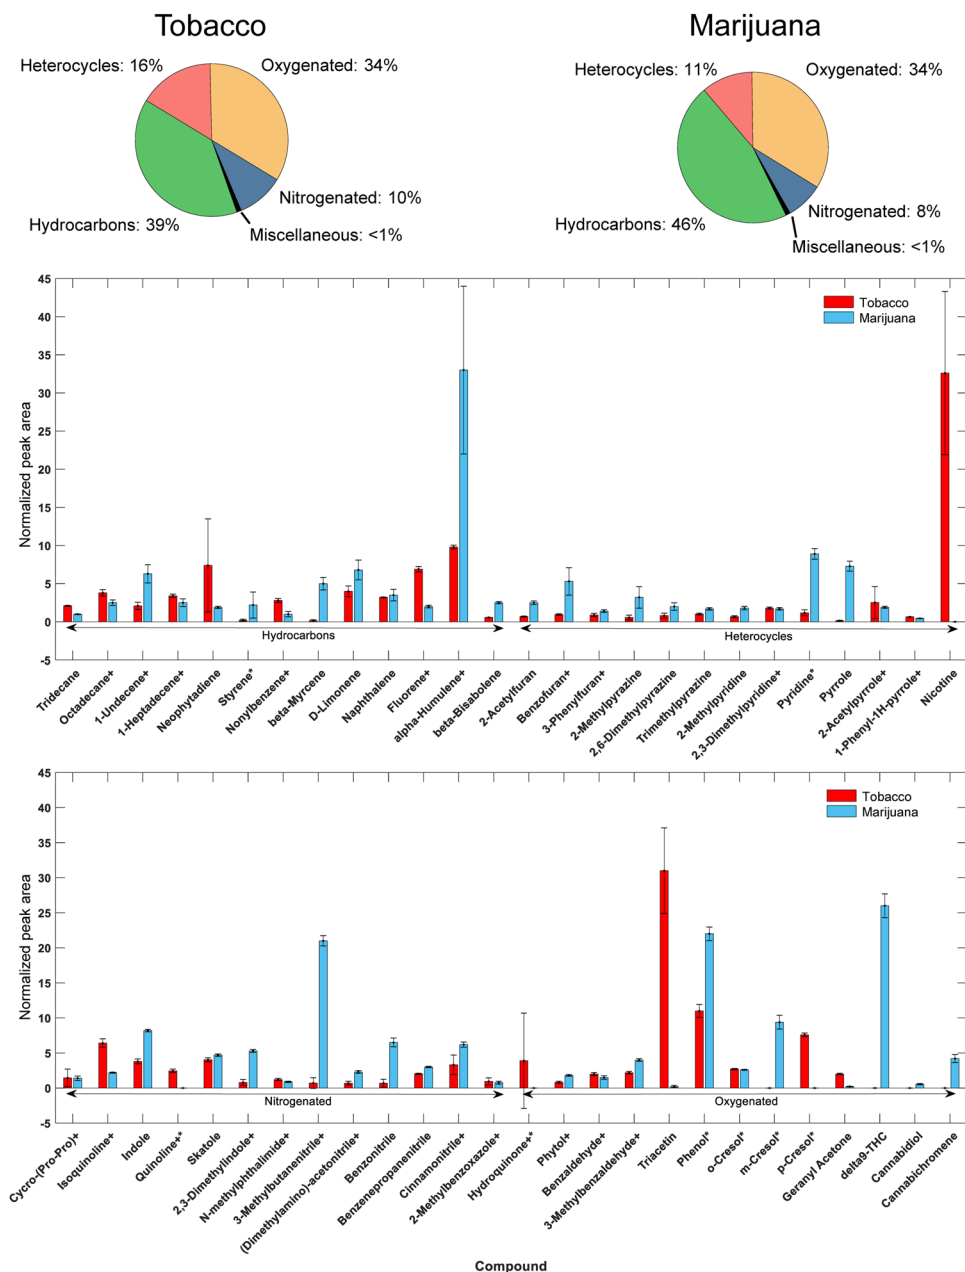 Tobacco
Marijuana
Heterocycles: 16%
Oxygenated: 34%
Nitrogenated: 10%
Miscellaneous: <1%
Hydrocarbons: 39%
Heterocycles: 11%
Oxygenated: 34%
Nitrogenated: 8%
Miscellaneous: <1%
Hydrocarbons: 46%
Normalized peak area
45
40
35
30
25
20
15
10
5
0
-5
Tobacco
Marijuana
Hydrocarbons
Heterocycles
Tridecane
Octadecane+
1-Undecene+
1-Heptadecene+
Neophytadiene
Styrene*
Nonylbenzene+
beta-Myrcene
D-Limonene
Naphthalene
Fluorene+
alpha-Humulene+
beta-Bisabolene
2-Acetylfuran
Benzofuran+
3-Phenylfuran+
2-Methylpyrazine
2,6-Dimethylpyrazine
Trimethylpyrazine
2-Methylpyridine
2,3-Dimethylpyridine+
Pyridine*
Pyrrole
2-Acetylpyrrole+
1-Phenyl-1H-pyrrole+
Nicotine
Normalized peak area
45
40
35
30
25
20
15
10
5
0
-5
Tobacco
Marijuana
Nitrogenated
Oxygenated
Cycro-(Pro-Pro)+
Isoquinoline+
Indole
Quinoline+*
Skatole
2,3-Dimethylindole+
N-methylphthalimide+
3-Methylbutanenitrile+
(Dimethylamino)-acetonitrile+
Benzonitrile
Benzenepropanenitrile
Cinnamonitrile+
2-Methylbenzoxazole+
Hydroquinone+*
Phytol+
Benzaldehyde+
3-Methylbenzaldehyde+
Triacetin
Phenol*
o-Cresol*
m-Cresol*
p-Cresol*
Geranyl Acetone
delta9-THC
Cannabidiol
Cannabichromene
Compound